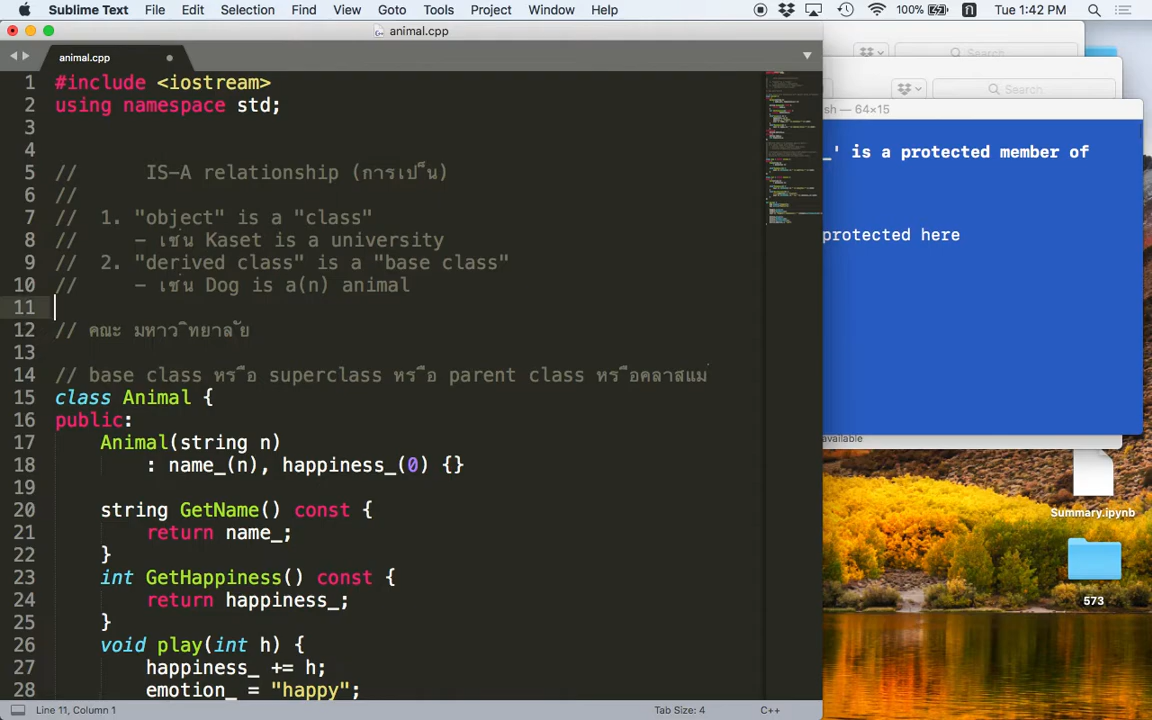 Sublime Text File Edit Selection Find View Goto Tools Project Window Help 100% Tue 1:42 PM
animal.cpp
animal.cpp
Search
Search
sh — 64×15
1 #include <iostream>
2 using namespace std;
3
4
5 // IS-A relationship (การเป็น)
6 //
7 // 1. "object" is a "class"
8 // - เช่น Kaset is a university
9 // 2. "derived class" is a "base class"
10 // - เช่น Dog is a(n) animal
11
12 // คณะ มหาวิทยาลัย
13
14 // base class หรือ superclass หรือ parent class หรือคลาสแม่
15 class Animal {
16 public:
17 Animal(string n)
18 : name_(n), happiness_(0) {}
19
20 string GetName() const {
21 return name_;
22 }
23 int GetHappiness() const {
24 return happiness_;
25 }
26 void play(int h) {
27 happiness_ += h;
28 emotion_ = "happy";
_' is a protected member of
protected here
available
Summary.ipynb
573
Line 11, Column 1 Tab Size: 4 C++